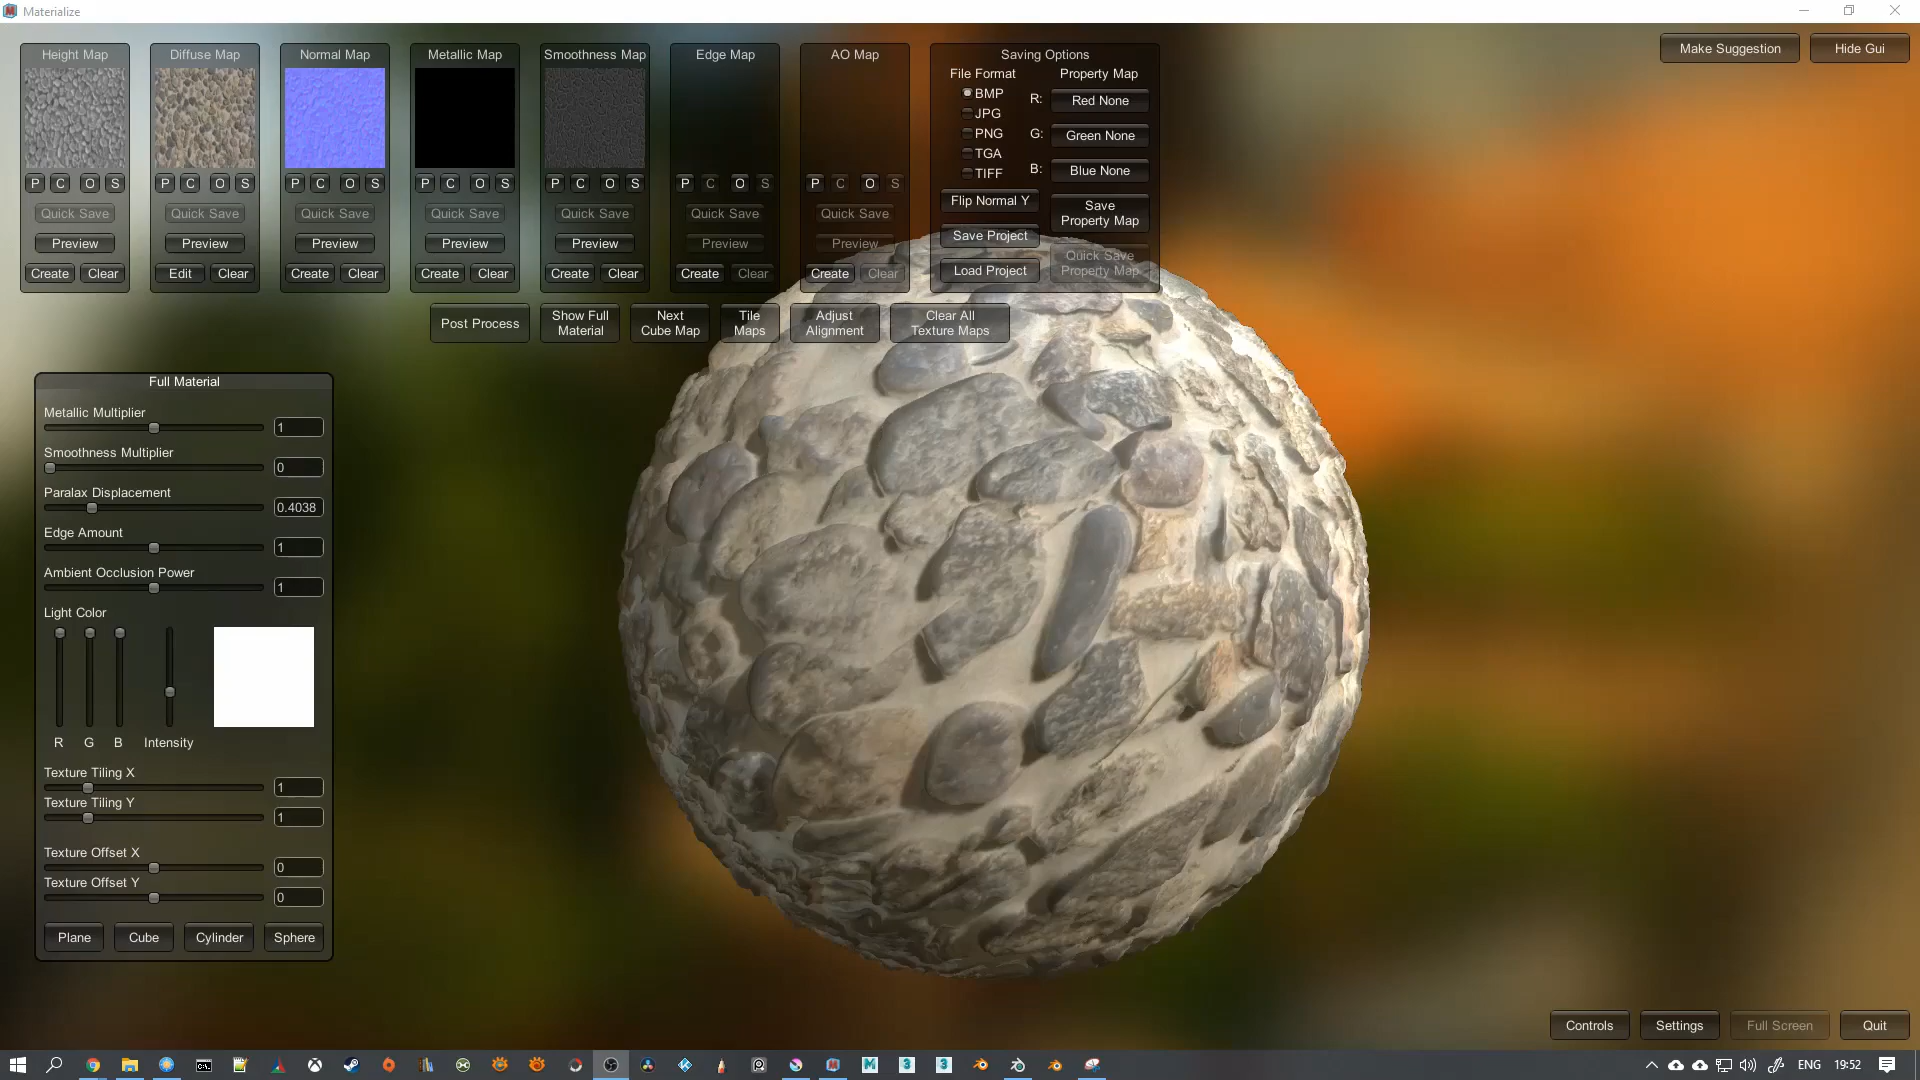 Materialize
Height Map
Diffuse Map
Normal Map
Metallic Map
Smoothness Map
Edge Map
AO Map
P C O S
P C O S
P C O S
P C O S
P C O S
P C O S
P C O S
Quick Save
Quick Save
Quick Save
Quick Save
Quick Save
Quick Save
Quick Save
Preview
Preview
Preview
Preview
Preview
Preview
Preview
Create Clear
Edit Clear
Create Clear
Create Clear
Create Clear
Create Clear
Create Clear
Saving Options
File Format
BMP
JPG
PNG
TGA
TIFF
Flip Normal Y
Save Project
Load Project
Property Map
R: Red None
G: Green None
B: Blue None
Save
Property Map
Quick Save
Property Map
Make Suggestion
Hide Gui
Post Process
Show Full
Material
Next
Cube Map
Tile
Maps
Adjust
Alignment
Clear All
Texture Maps
Full Material
Metallic Multiplier
1
Smoothness Multiplier
0
Paralax Displacement
0.4038
Edge Amount
1
Ambient Occlusion Power
1
Light Color
R G B Intensity
Texture Tiling X
1
Texture Tiling Y
1
Texture Offset X
0
Texture Offset Y
0
Plane
Cube
Cylinder
Sphere
Controls
Settings
Full Screen
Quit
ENG
19:52